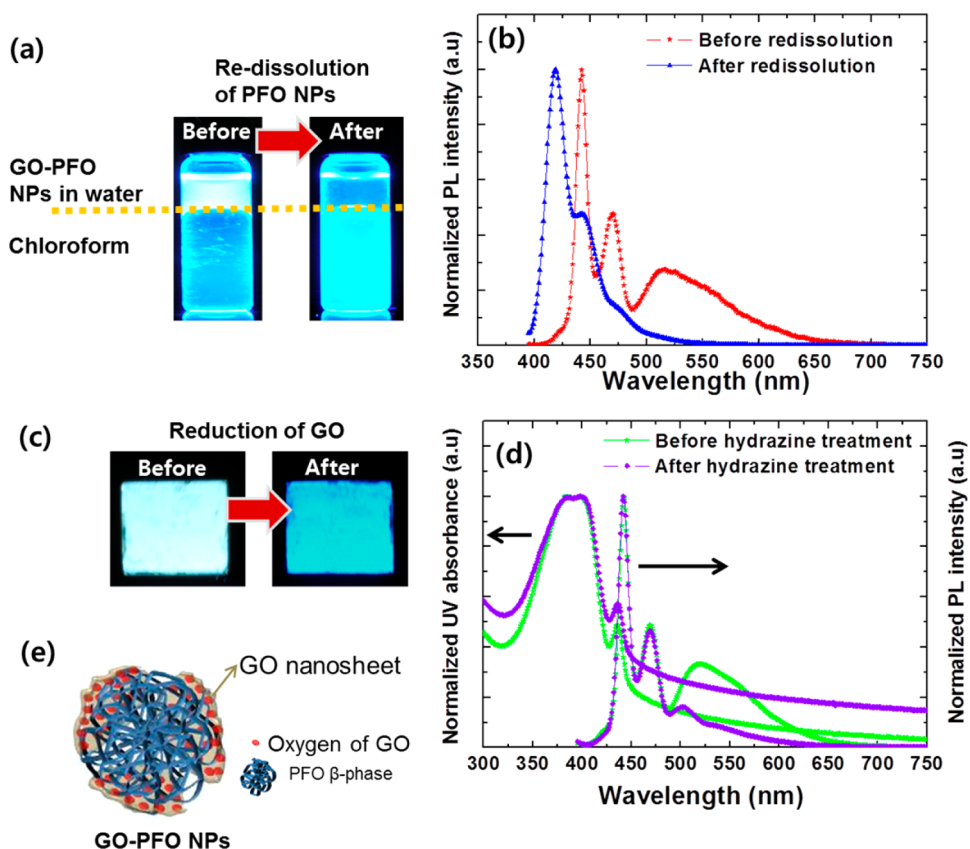 (a)
Re-dissolution
of PFO NPs
Before
After
GO-PFO
NPs in water
Chloroform
(b)
Before redissolution
After redissolution
Normalized PL intensity (a.u)
350 400 450 500 550 600 650 700 750
Wavelength (nm)
(c)
Reduction of GO
Before
After
(d)
Before hydrazine treatment
After hydrazine treatment
Normalized UV absorbance (a.u)
Normalized PL intensity (a.u)
300 350 400 450 500 550 600 650 700 750
Wavelength (nm)
(e)
GO nanosheet
Oxygen of GO
PFO β-phase
GO-PFO NPs